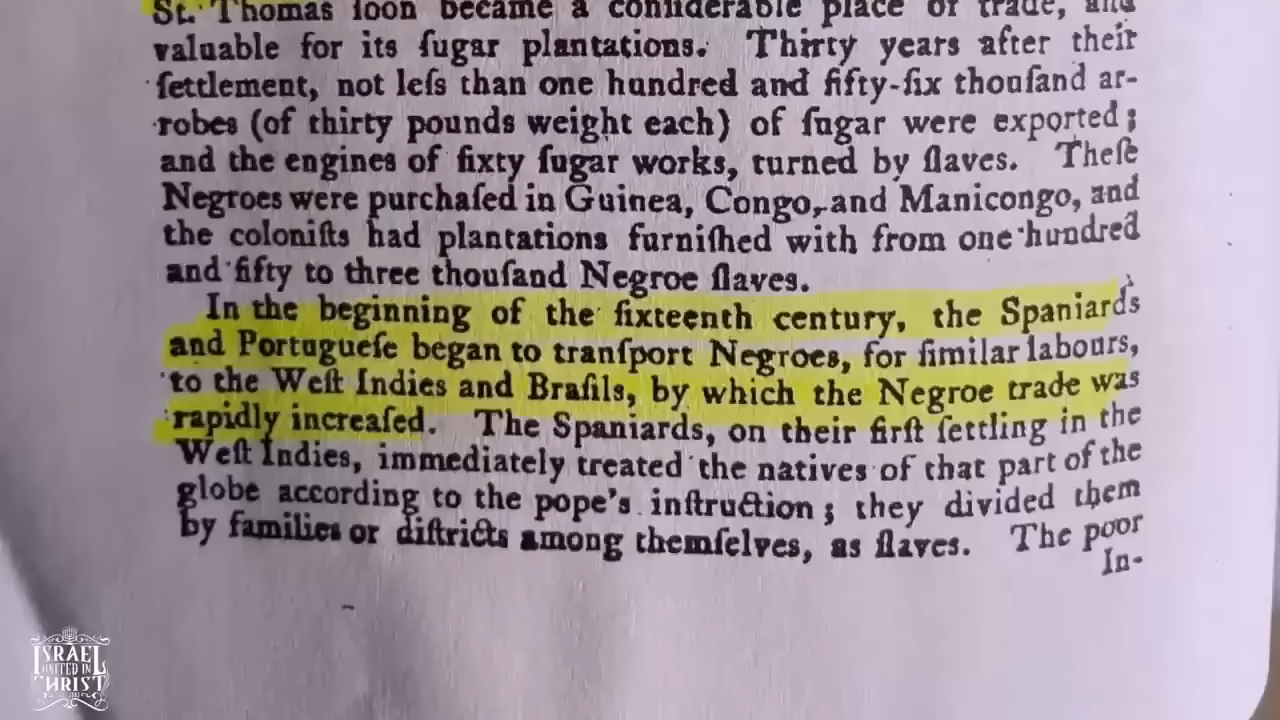 St. Thomas ſoon became a conſiderable place of trade, and
valuable for its ſugar plantations. Thirty years after their
ſettlement, not leſs than one hundred and fifty-ſix thouſand ar-
robes (of thirty pounds weight each) of ſugar were exported;
and the engines of ſixty ſugar works, turned by ſlaves. Theſe
Negroes were purchaſed in Guinea, Congo, and Manicongo, and
the coloniſts had plantations furniſhed with from one hundred
and fifty to three thouſand Negroe ſlaves.
In the beginning of the ſixteenth century, the Spaniards
and Portugueſe began to tranſport Negroes, for ſimilar labours,
to the Weſt Indies and Braſils, by which the Negroe trade was
rapidly increaſed. The Spaniards, on their firſt ſettling in the
Weſt Indies, immediately treated the natives of that part of the
globe according to the pope's inſtruction; they divided them
by families or diſtricts among themſelves, as ſlaves. The poor
In-
ISRAEL
UNITED IN
CHRIST